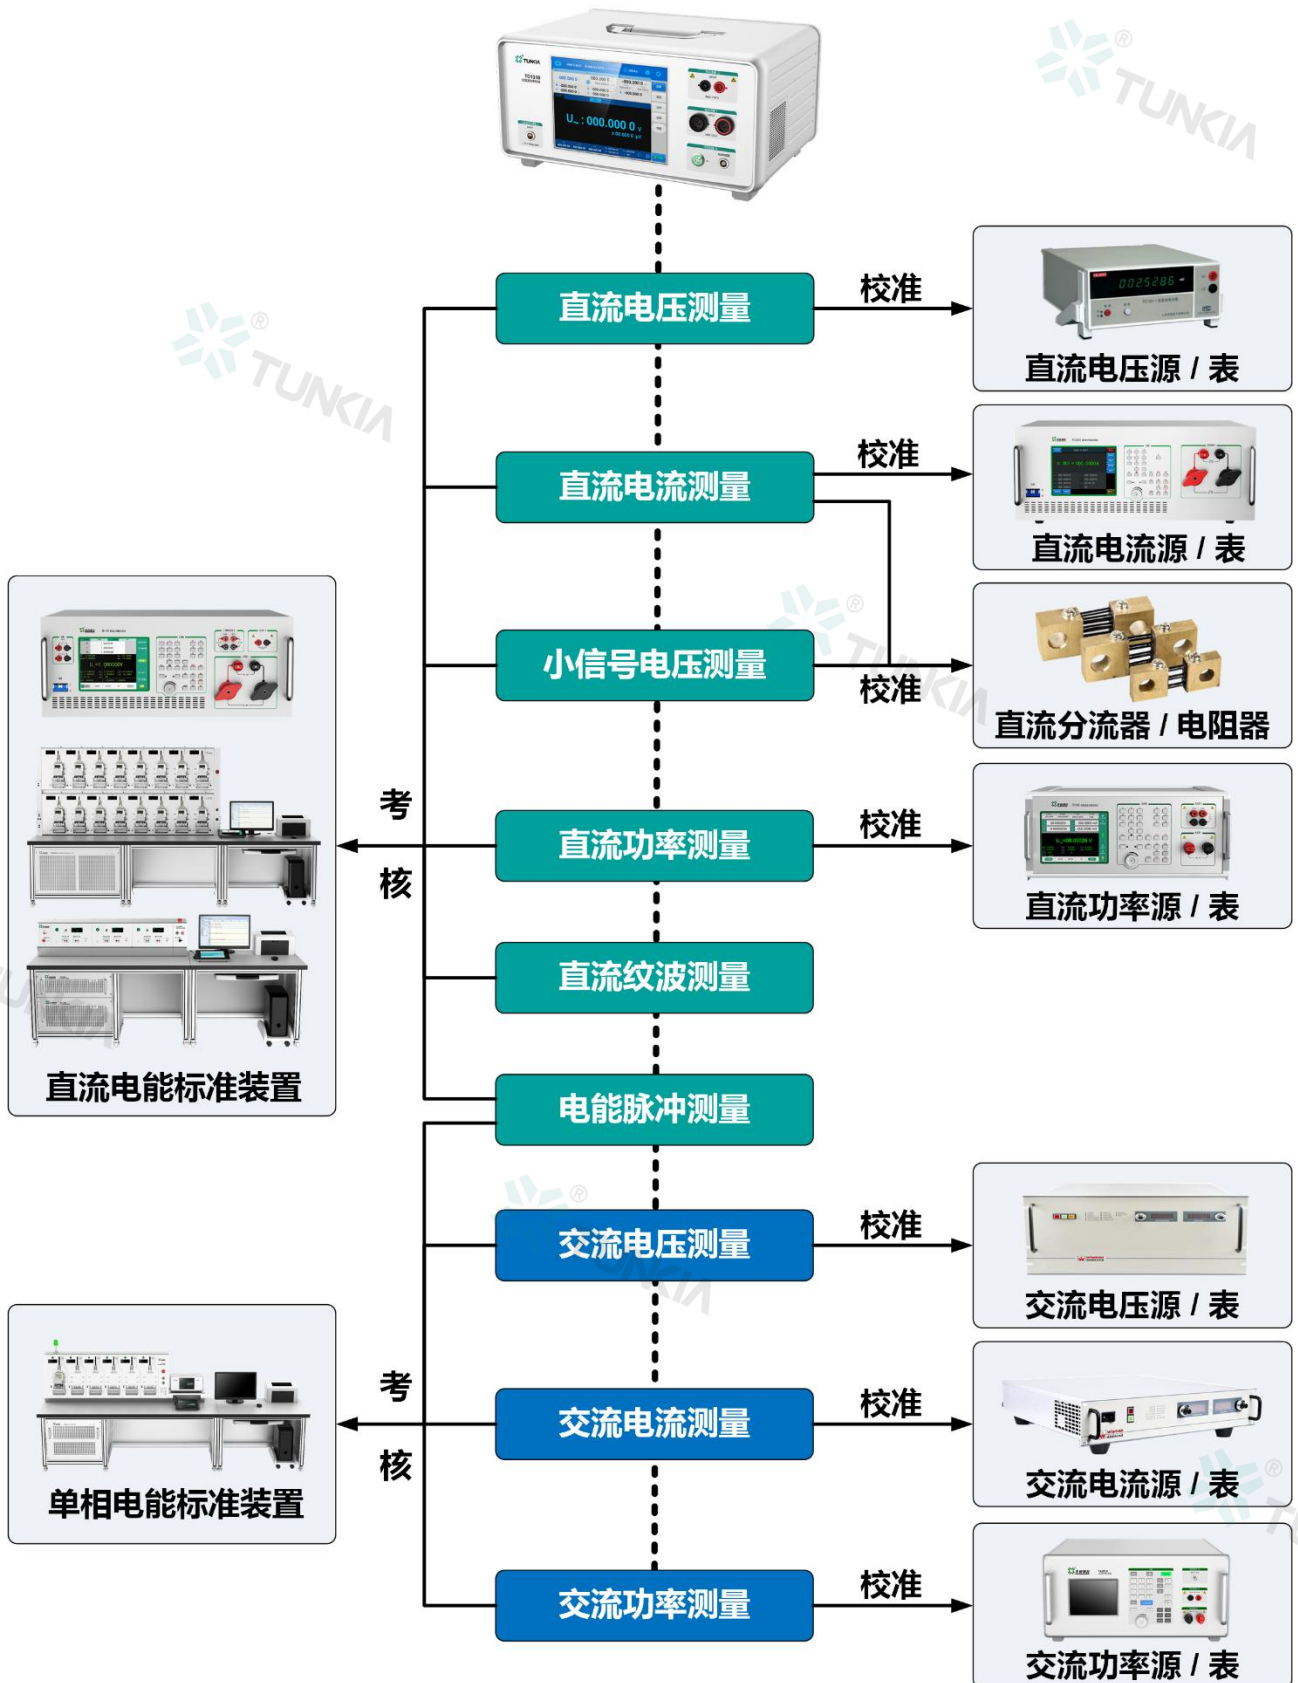 TUNKIA
TUNKIA
U⎓ : 000.000 0 v
直流电压测量
校准
直流电压源 / 表
TUNKIA
直流电流测量
校准
直流电流源 / 表
TUNKIA
小信号电压测量
校准
直流分流器 / 电阻器
考
核
直流功率测量
校准
直流功率源 / 表
直流纹波测量
TUNKIA
直流电能标准装置
电能脉冲测量
TUNKIA
交流电压测量
校准
交流电压源 / 表
考
核
交流电流测量
校准
交流电流源 / 表
单相电能标准装置
交流功率测量
校准
交流功率源 / 表